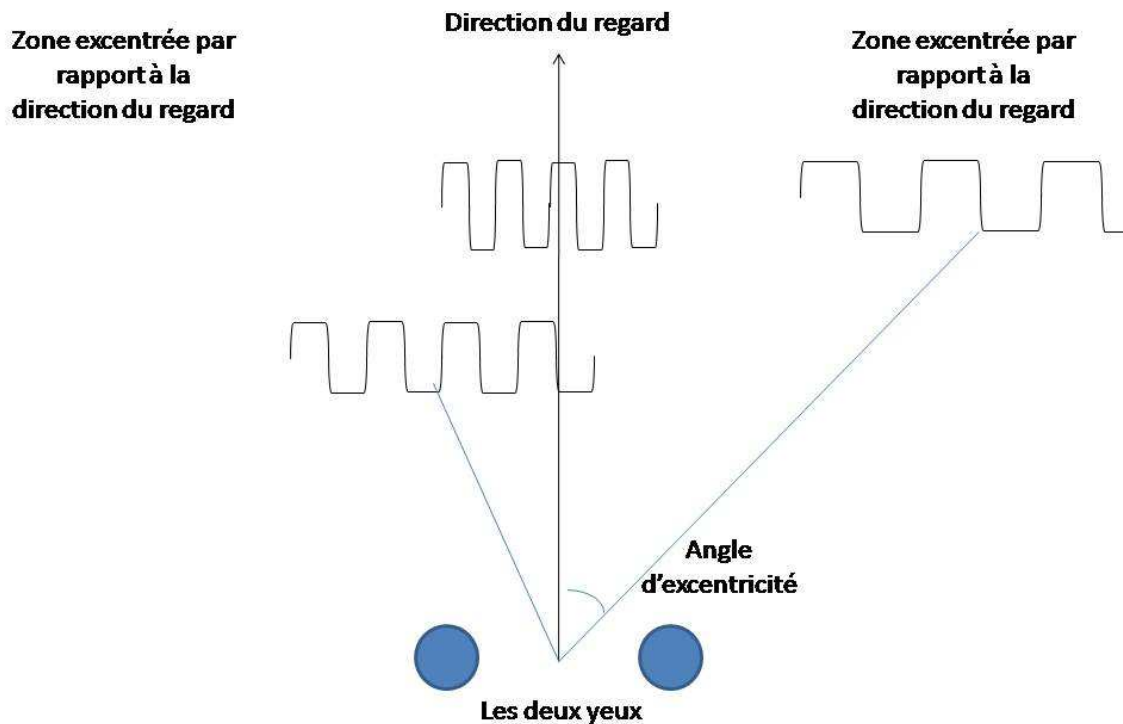 Direction du regard
Zone excentrée par
rapport à la
direction du regard
Zone excentrée par
rapport à la
direction du regard
Angle
d'excentricité
Les deux yeux